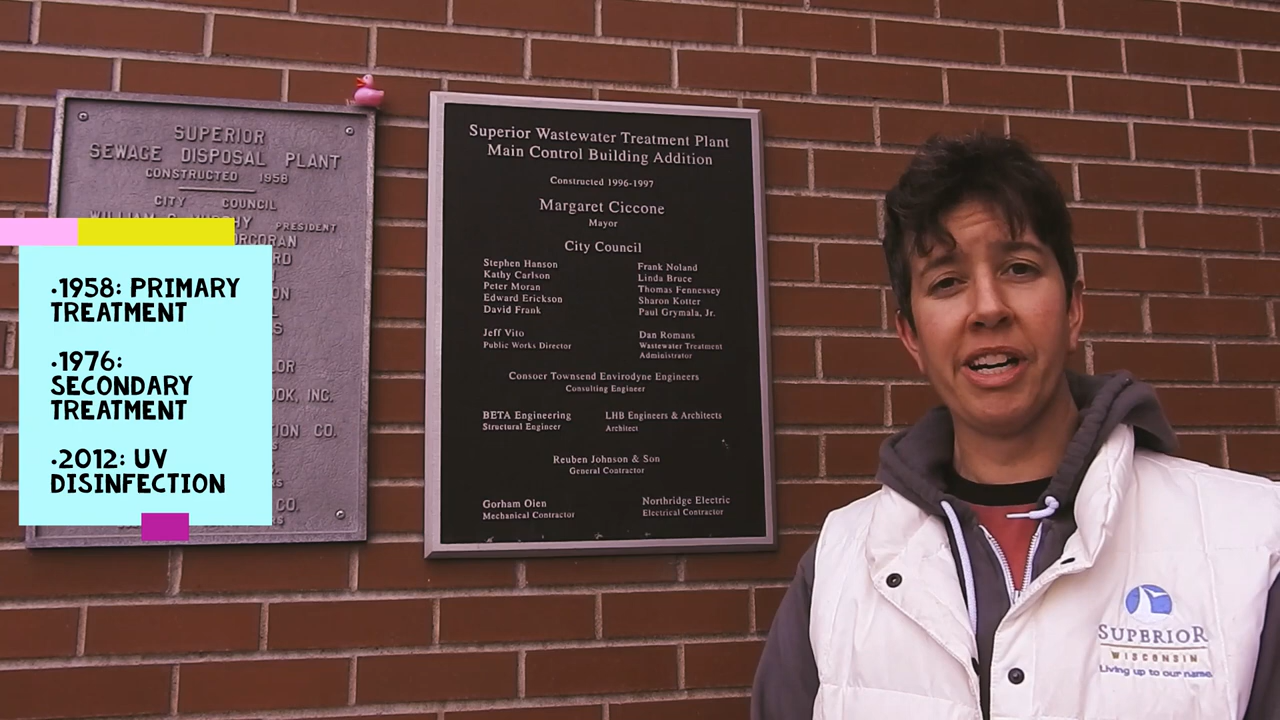 SUPERIOR
SEWAGE DISPOSAL PLANT
CONSTRUCTED 1958
CITY COUNCIL
WILLIAM PRESIDENT
CO.
·1958: PRIMARY
TREATMENT
·1976:
SECONDARY
TREATMENT
·2012: UV
DISINFECTION
Superior Wastewater Treatment Plant
Main Control Building Addition
Constructed 1996-1997
Margaret Ciccone
Mayor
City Council
Stephen Hanson
Kathy Carlson
Peter Moran
Edward Erickson
David Frank
Frank Noland
Linda Bruce
Thomas Fennessey
Sharon Kotter
Paul Grymala, Jr.
Jeff Vito
Public Works Director
Dan Romans
Wastewater Treatment
Administrator
Consoer Townsend Envirodyne Engineers
Consulting Engineer
BETA Engineering
Structural Engineer
LHB Engineers & Architects
Architect
Reuben Johnson & Son
General Contractor
Gorham Olen
Mechanical Contractor
Northridge Electric
Electrical Contractor
SUPERIOR
WISCONSIN
Living up to our name.